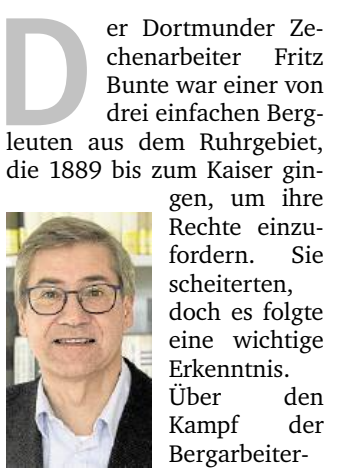 Der Dortmunder Ze-
chenarbeiter Fritz
Bunte war einer von
drei einfachen Berg-
leuten aus dem Ruhrgebiet,
die 1889 bis zum Kaiser gin-
gen, um ihre
Rechte einzu-
fordern. Sie
scheiterten,
doch es folgte
eine wichtige
Erkenntnis.
Über den
Kampf der
Bergarbeiter-